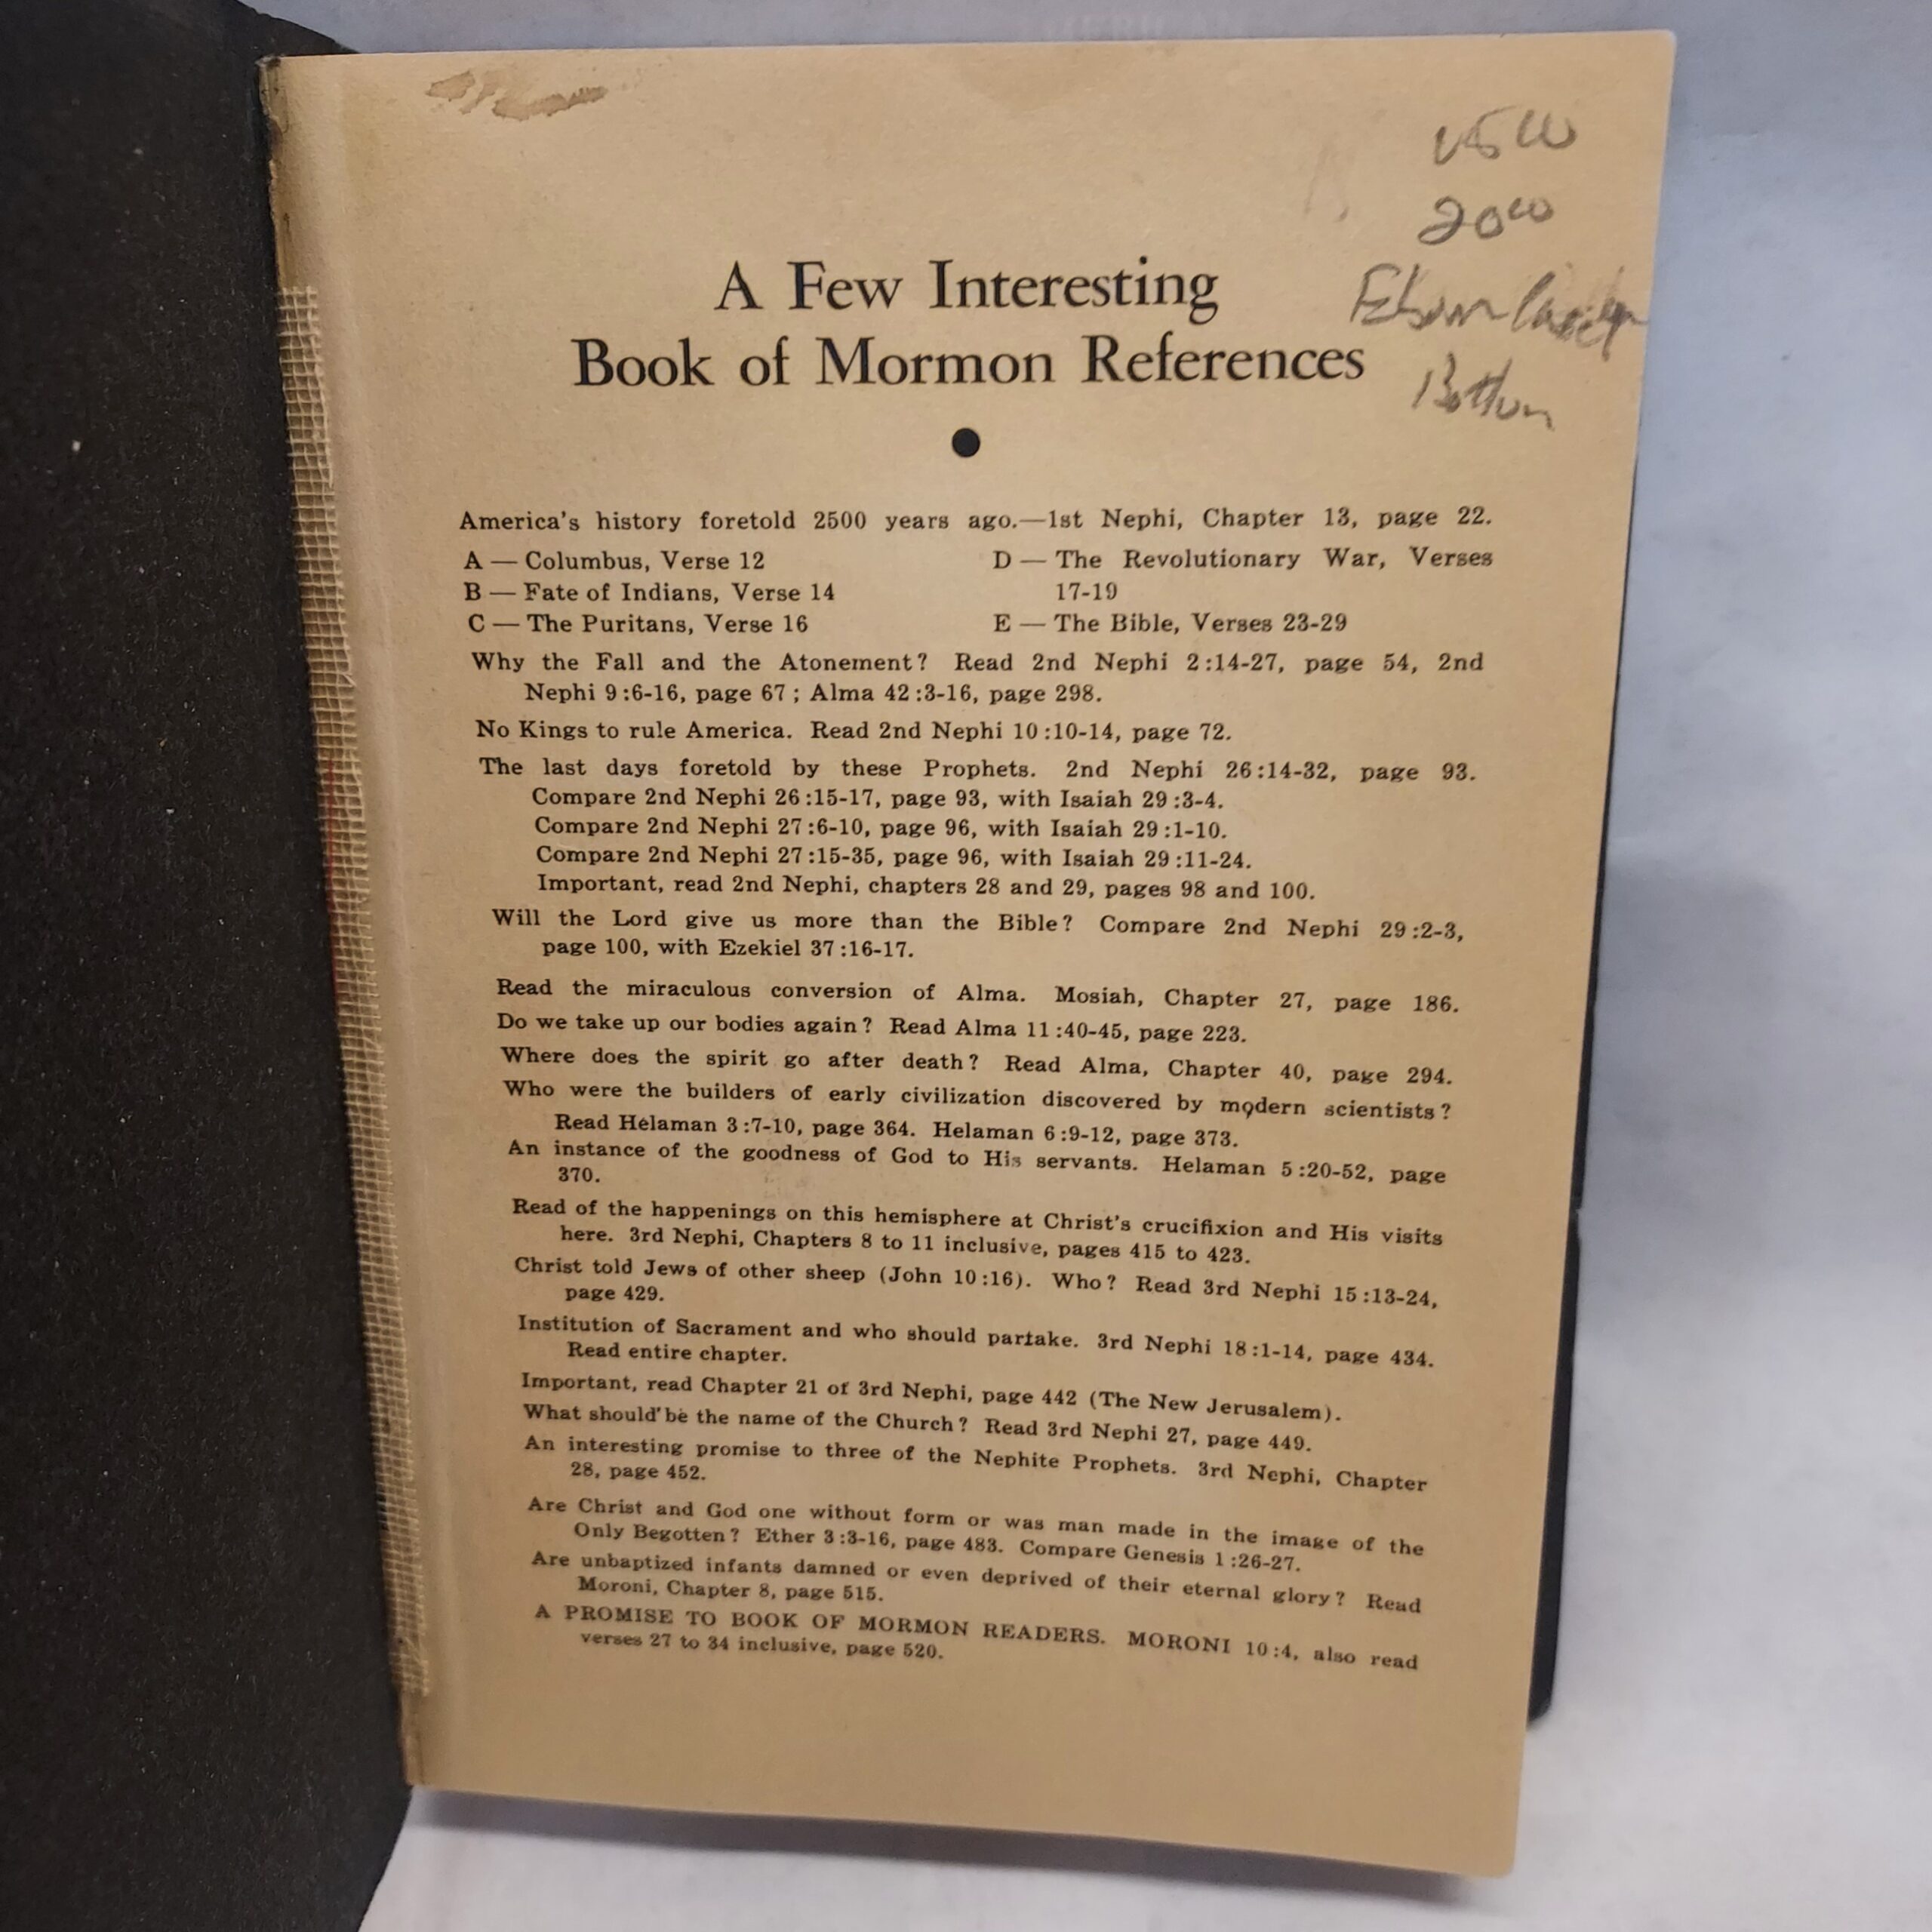 20 00
A Few Interesting
Book of Mormon References
America's history foretold 2500 years ago.—1st Nephi, Chapter 13, page 22.
A — Columbus, Verse 12
B — Fate of Indians, Verse 14
C — The Puritans, Verse 16
D — The Revolutionary War, Verses
17-19
E — The Bible, Verses 23-29
Why the Fall and the Atonement? Read 2nd Nephi 2:14-27, page 54, 2nd
Nephi 9:6-16, page 67; Alma 42:3-16, page 298.
No Kings to rule America. Read 2nd Nephi 10:10-14, page 72.
The last days foretold by these Prophets. 2nd Nephi 26:14-32, page 93.
Compare 2nd Nephi 26:15-17, page 93, with Isaiah 29:3-4.
Compare 2nd Nephi 27:6-10, page 96, with Isaiah 29:1-10.
Compare 2nd Nephi 27:15-35, page 96, with Isaiah 29:11-24.
Important, read 2nd Nephi, chapters 28 and 29, pages 98 and 100.
Will the Lord give us more than the Bible? Compare 2nd Nephi 29:2-3,
page 100, with Ezekiel 37:16-17.
Read the miraculous conversion of Alma. Mosiah, Chapter 27, page 186.
Do we take up our bodies again? Read Alma 11:40-45, page 223.
Where does the spirit go after death? Read Alma, Chapter 40, page 294.
Who were the builders of early civilization discovered by modern scientists?
Read Helaman 3:7-10, page 364. Helaman 6:9-12, page 373.
An instance of the goodness of God to His servants. Helaman 5:20-52, page
370.
Read of the happenings on this hemisphere at Christ's crucifixion and His visits
here. 3rd Nephi, Chapters 8 to 11 inclusive, pages 415 to 423.
Christ told Jews of other sheep (John 10:16). Who? Read 3rd Nephi 15:13-24,
page 429.
Institution of Sacrament and who should partake. 3rd Nephi 18:1-14, page 434.
Read entire chapter.
Important, read Chapter 21 of 3rd Nephi, page 442 (The New Jerusalem).
What should be the name of the Church? Read 3rd Nephi 27, page 449.
An interesting promise to three of the Nephite Prophets. 3rd Nephi, Chapter
28, page 452.
Are Christ and God one without form or was man made in the image of the
Only Begotten? Ether 3:3-16, page 483. Compare Genesis 1:26-27.
Are unbaptized infants damned or even deprived of their eternal glory? Read
Moroni, Chapter 8, page 515.
A PROMISE TO BOOK OF MORMON READERS. MORONI 10:4, also read
verses 27 to 34 inclusive, page 520.